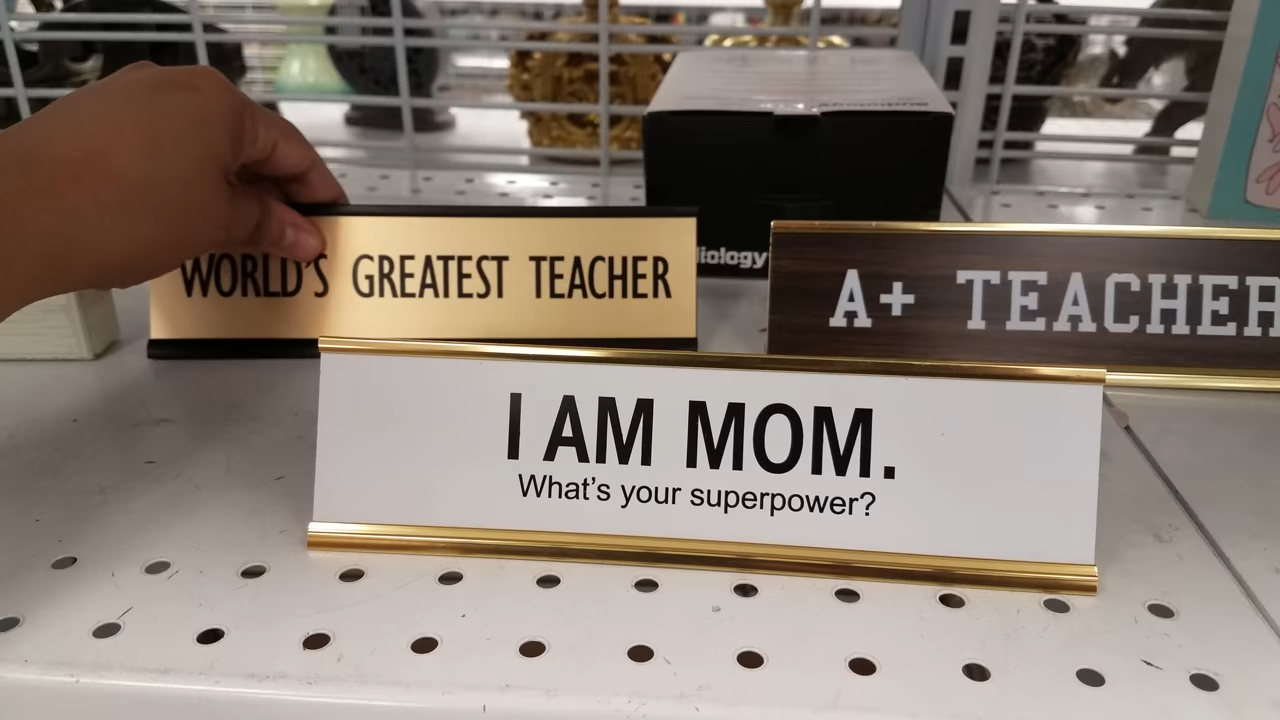 WORLD'S GREATEST TEACHER
A+ TEACHER
I AM MOM.
What's your superpower?